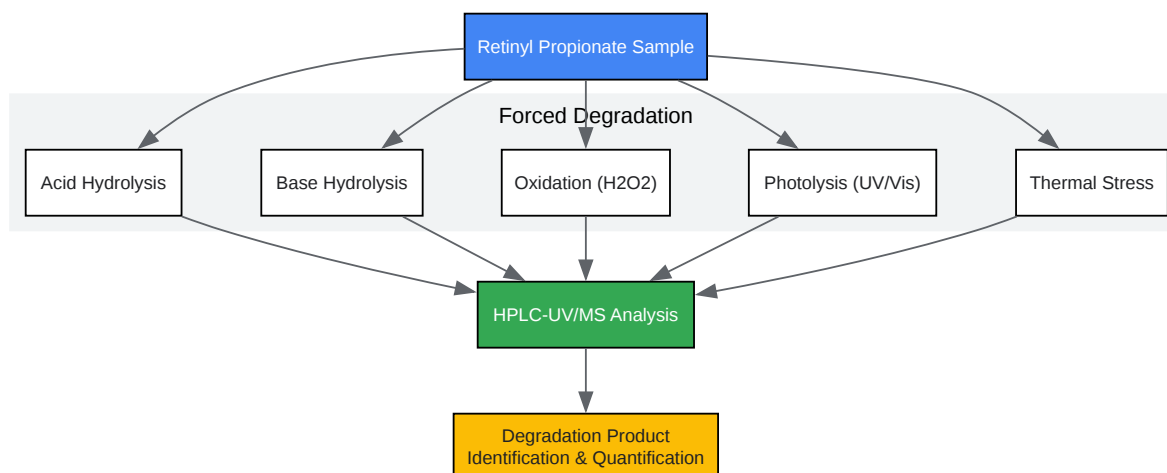 Retinyl Propionate Sample
Forced Degradation
Acid Hydrolysis
Base Hydrolysis
Oxidation (H2O2)
Photolysis (UV/Vis)
Thermal Stress
HPLC-UV/MS Analysis
Degradation Product
Identification & Quantification